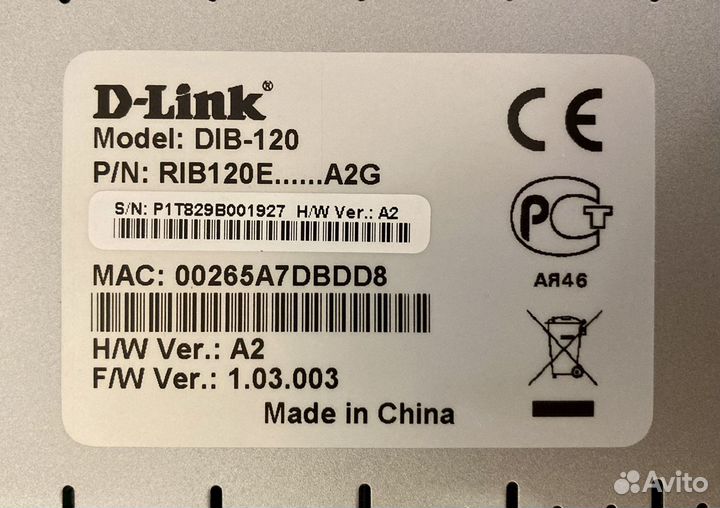 D-Link®
Model: DIB-120
P/N: RIB120E......A2G
S/N: P1T829B001927 H/W Ver.: A2
MAC: 00265A7DBDD8
H/W Ver.: A2
F/W Ver.: 1.03.003
Made in China
CE
РСТ
АЯ46
Avito